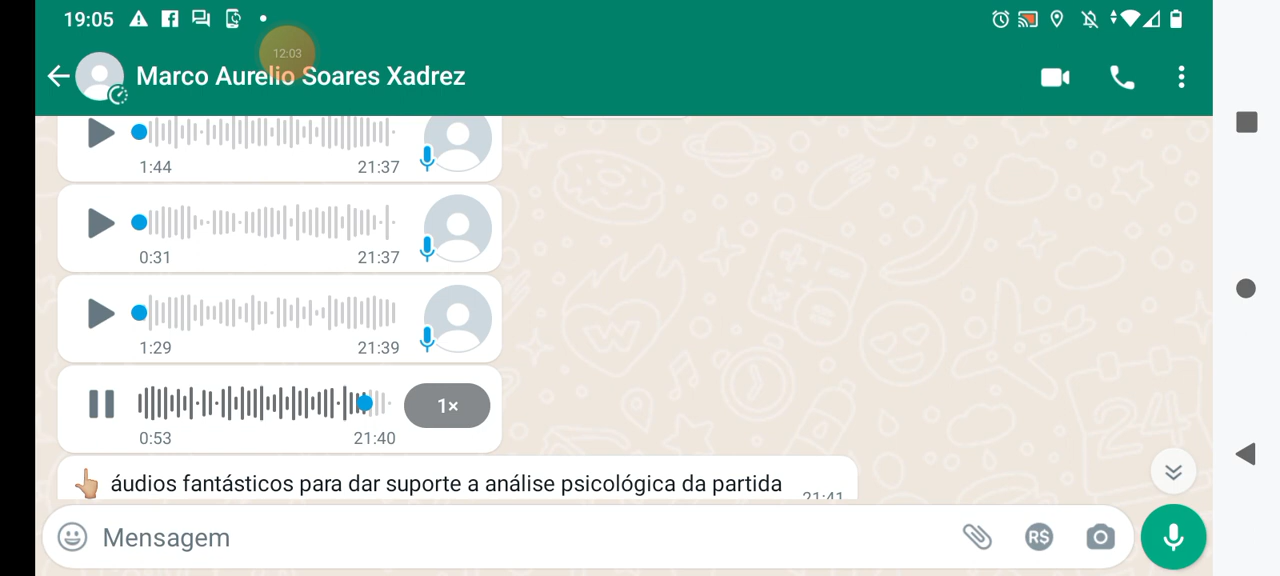 19:05
12:03
Marco Aurelio Soares Xadrez
1:44 21:37
0:31 21:37
1:29 21:39
1×
0:53 21:40
👆🏼 áudios fantásticos para dar suporte a análise psicológica da partida
21:41
Mensagem
R$
24